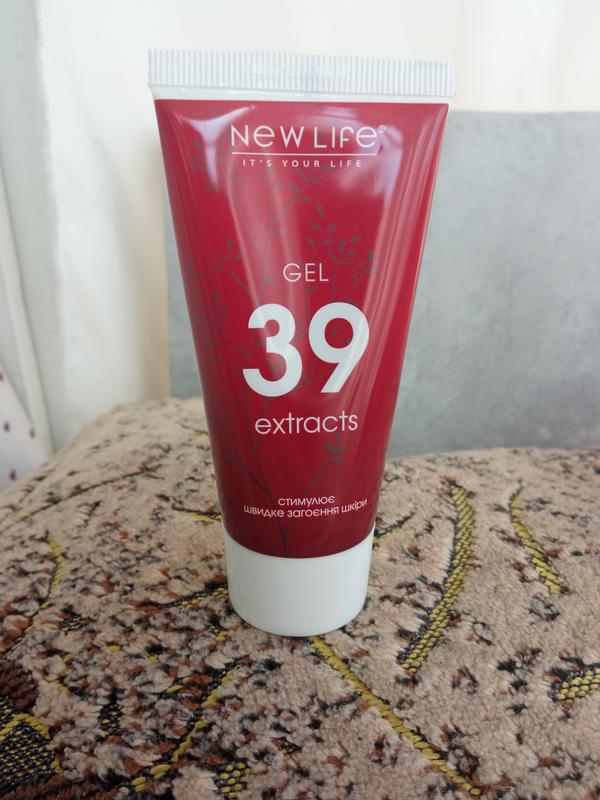 NEW LIFE®
IT'S YOUR LIFE
GEL
39
extracts
стимулює
швидке загоєння шкіри